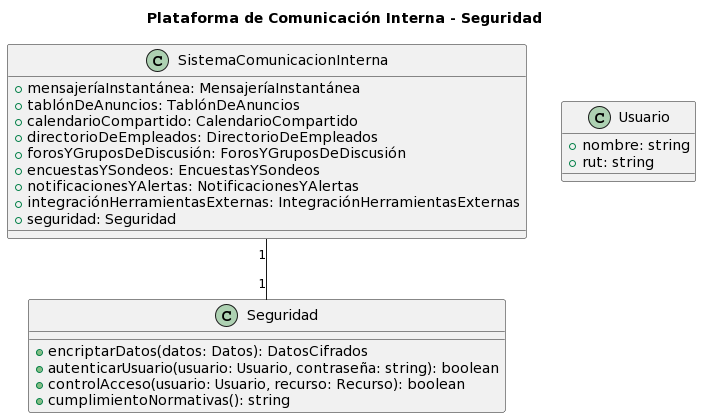 Plataforma de Comunicación Interna - Seguridad
C SistemaComunicacionInterna
mensajeríaInstantánea: MensajeríaInstantánea
tablónDeAnuncios: TablónDeAnuncios
calendarioCompartido: CalendarioCompartido
directorioDeEmpleados: DirectorioDeEmpleados
forosYGruposDeDiscusión: ForosYGruposDeDiscusión
encuestasYSondeos: EncuestasYSondeos
notificacionesYAlertas: NotificacionesYAlertas
integraciónHerramientasExternas: IntegraciónHerramientasExternas
seguridad: Seguridad
C Usuario
nombre: string
rut: string
1
1
C Seguridad
encriptarDatos(datos: Datos): DatosCifrados
autenticarUsuario(usuario: Usuario, contraseña: string): boolean
controlAcceso(usuario: Usuario, recurso: Recurso): boolean
cumplimientoNormativas(): string